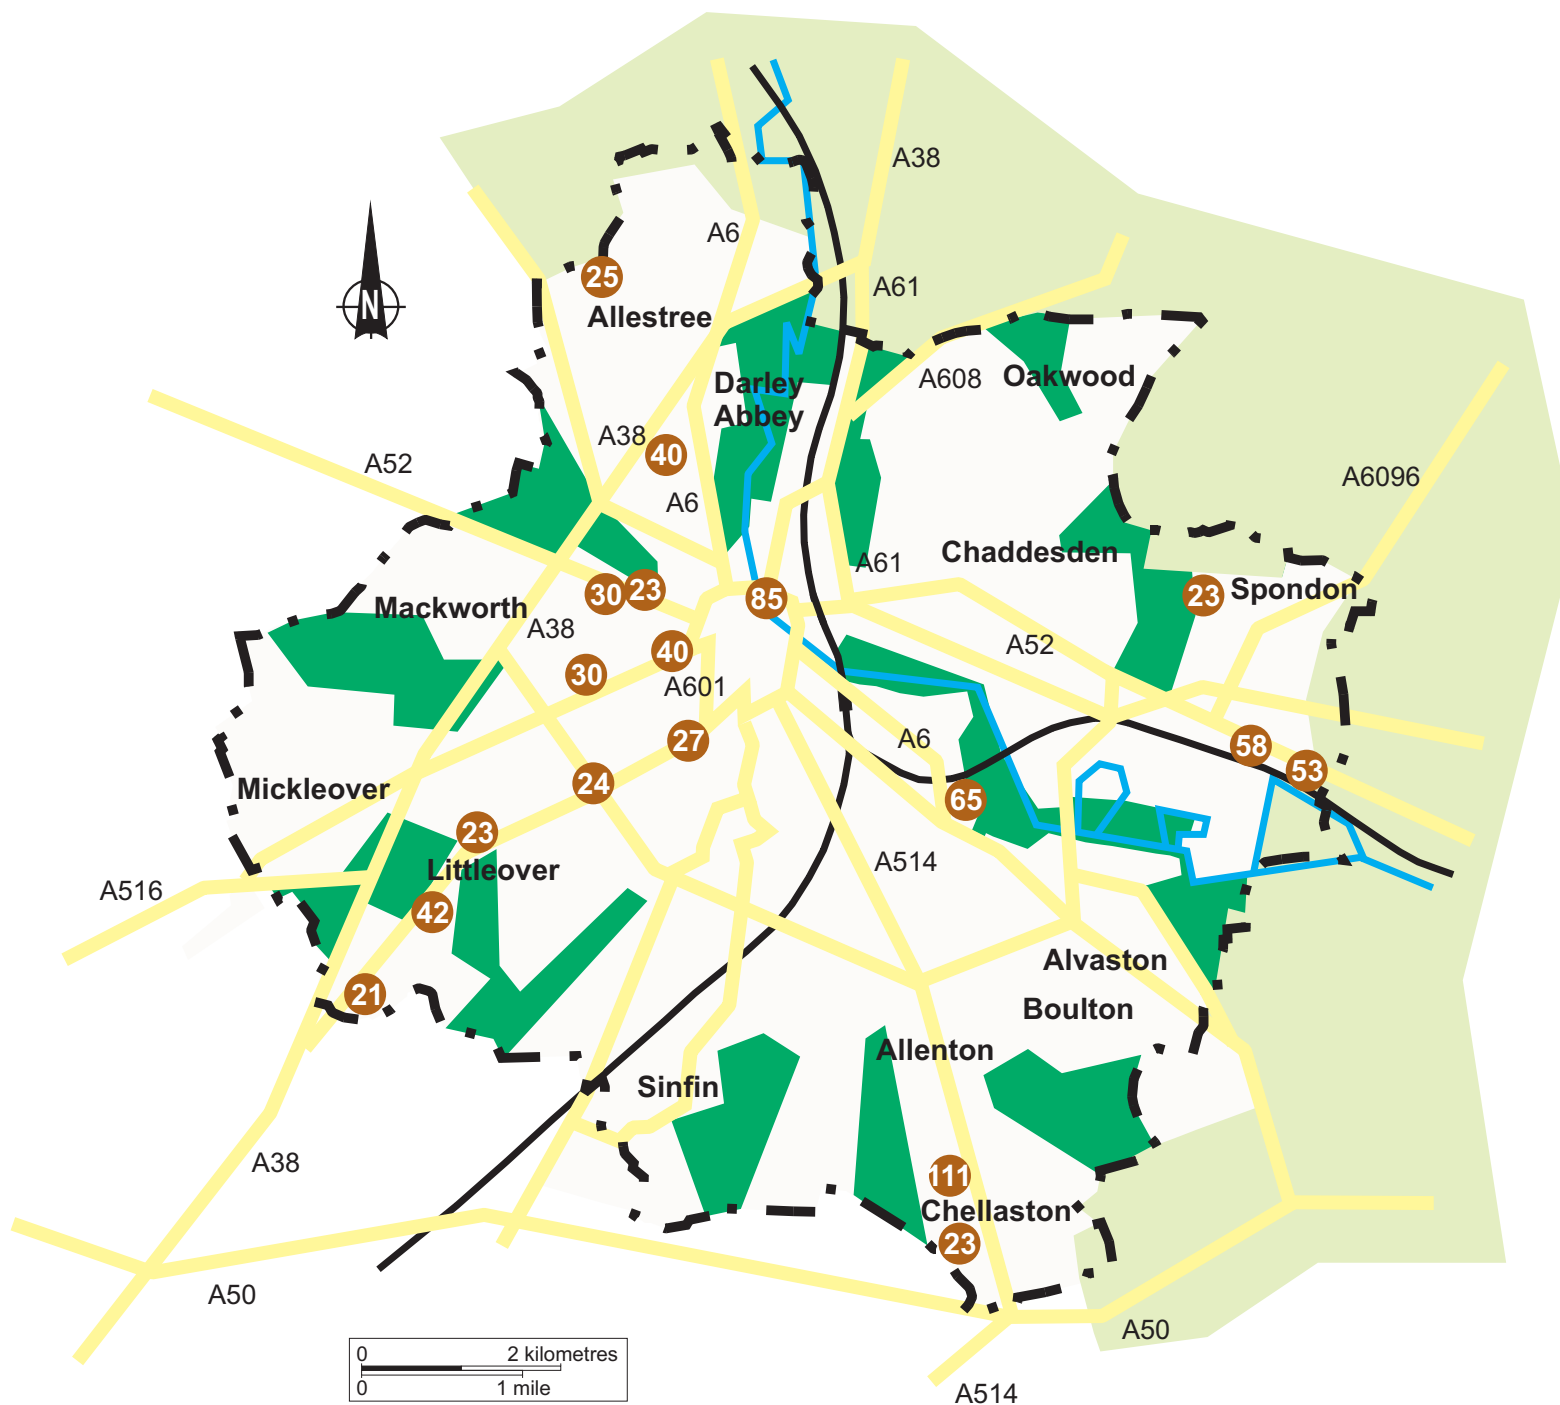 A38
A6
A61
25
N
Allestree
A608
Oakwood
Darley
Abbey
A38
40
A52
A6096
A6
Chaddesden
A61
30
23
85
23
Spondon
Mackworth
A38
A52
40
30
A601
27
A6
58
53
Mickleover
24
65
23
Littleover
A514
A516
42
Alvaston
21
Boulton
Allenton
Sinfin
A38
111
Chellaston
23
A50
A50
0 2 kilometres
0 1 mile
A514